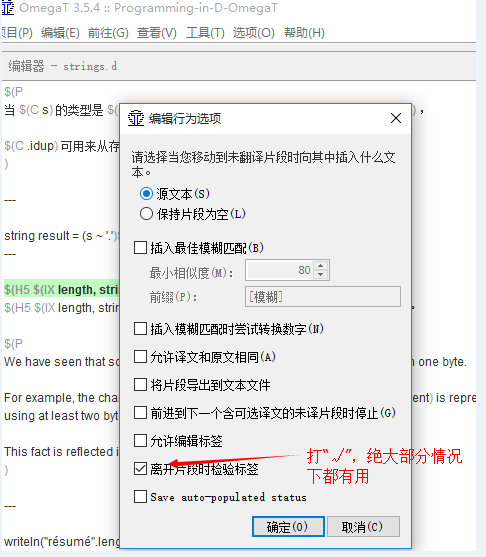 OmegaT 3.5.4 :: Programming-in-D-OmegaT
项目(P) 编辑(E) 前往(G) 查看(V) 工具(T) 选项(O) 帮助(H)
编辑器 - strings.d
$(P
当 $(C s) 的类型是 $(
) ，
$(C .idup) 可用来从存
)
---
string result = (s ~ '.')
---
$(H5 $(IX length, strin
$(H5 $(IX length, string
$(P
We have seen that so
n one byte.
For example, the cha
ent) is repre
using at least two byt
This fact is reflected i
)
---
writeln("résumé".leng
编辑行为选项
请选择当您移动到未翻译片段时向其中插入什么文
本。
源文本(S)
保持片段为空(L)
插入最佳模糊匹配(B)
最小相似度(M): 80
前缀(P): [模糊]
插入模糊匹配时尝试转换数字(N)
允许译文和原文相同(A)
将片段导出到文本文件
前进到下一个含可选译文的未译片段时停止(G)
允许编辑标签
离开片段时检验标签
Save auto-populated status
确定(O) 取消(C)
打“√”，绝大部分情况
下都有用